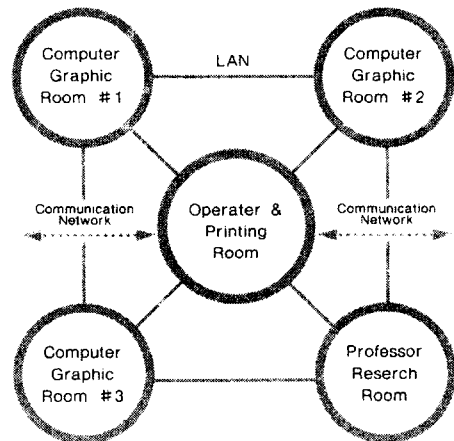 Computer
Graphic
Room #1
LAN
Computer
Graphic
Room #2
Communication
Network
Operater &
Printing
Room
Communication
Network
Computer
Graphic
Room #3
Professor
Reserch
Room